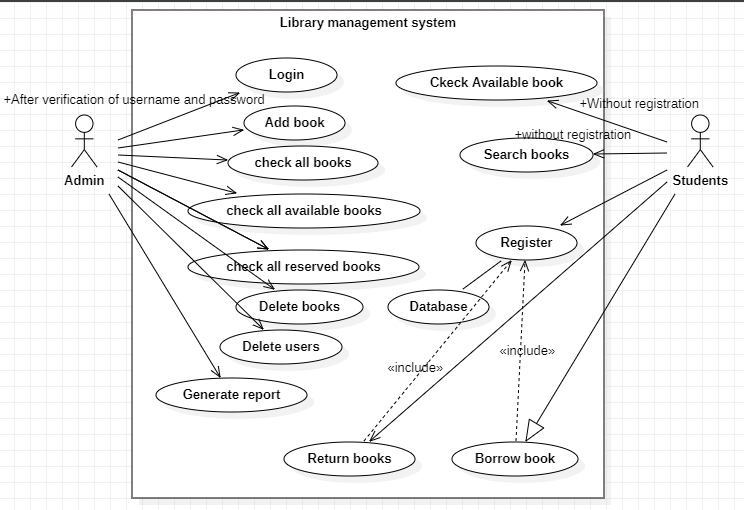 Library management system
Login
Ckeck Available book
+After verification of username and password
+Without registration
Add book
+without registration
check all books
Search books
Admin
Students
check all available books
Register
check all reserved books
Delete books
Database
Delete users
«include»
«include»
Generate report
Return books
Borrow book